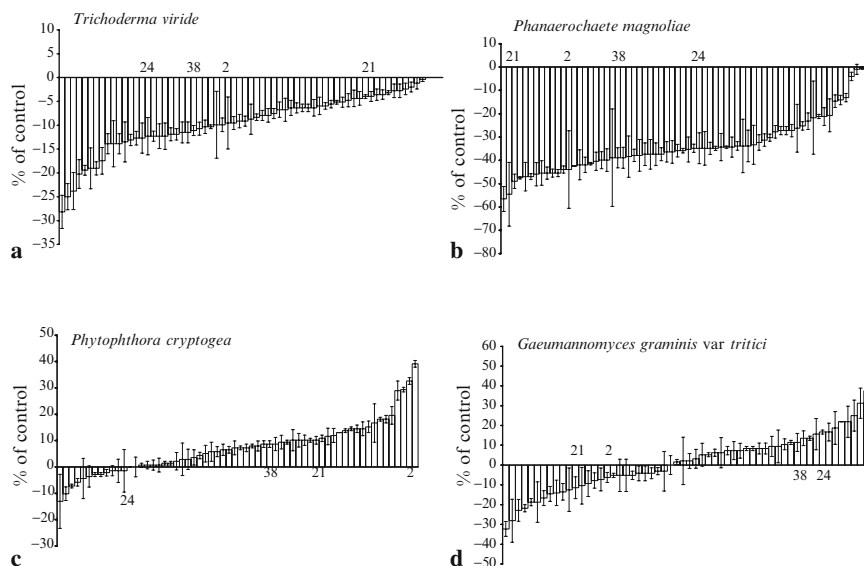 Trichoderma viride
10
5
0
−5
−10
−15
−20
−25
−30
−35
% of control
24 38 2 21
a
Phanaerochaete magnoliae
10
0
−10
−20
−30
−40
−50
−60
−70
−80
% of control
21 2 38 24
b
Phytophthora cryptogea
50
40
30
20
10
0
−10
−20
−30
% of control
24 38 21 2
c
Gaeumannomyces graminis var tritici
60
50
40
30
20
10
0
−10
−20
−30
−40
−50
% of control
21 2 38 24
d